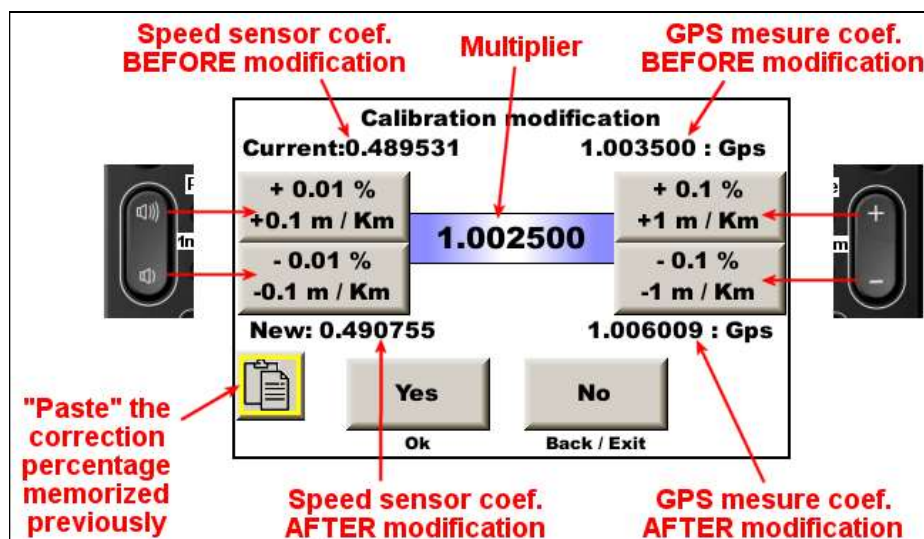 Speed sensor coef.
BEFORE modification
Multiplier
GPS mesure coef.
BEFORE modification
Calibration modification
Current:0.489531
1.003500 : Gps
+ 0.01 %
+0.1 m / Km
+ 0.1 %
+1 m / Km
1.002500
- 0.01 %
-0.1 m / Km
- 0.1 %
-1 m / Km
New: 0.490755
1.006009 : Gps
Yes
No
Ok
Back / Exit
"Paste" the
correction
percentage
memorized
previously
Speed sensor coef.
AFTER modification
GPS mesure coef.
AFTER modification